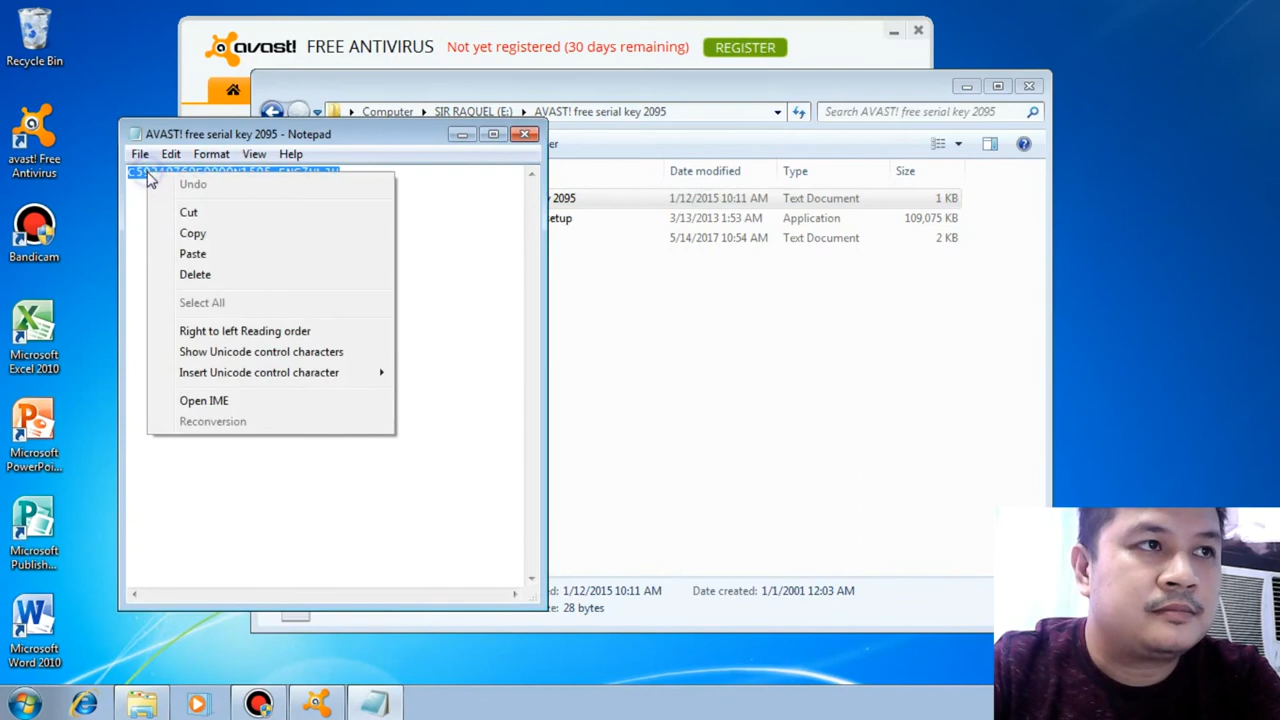 Recycle Bin
avast! Free Antivirus
Bandicam
Microsoft Excel 2010
Microsoft PowerPoi...
Microsoft Publish...
Microsoft Word 2010
avast! FREE ANTIVIRUS Not yet registered (30 days remaining) REGISTER
Computer SIR RAQUEL (E:) AVAST! free serial key 2095 Search AVAST! free serial key 2095
Date modified Type Size
2095 1/12/2015 10:11 AM Text Document 1 KB
setup 3/13/2013 1:53 AM Application 109,075 KB
5/14/2017 10:54 AM Text Document 2 KB
AVAST! free serial key 2095 - Notepad
File Edit Format View Help
Undo
Cut
Copy
Paste
Delete
Select All
Right to left Reading order
Show Unicode control characters
Insert Unicode control character
Open IME
Reconversion
1/12/2015 10:11 AM Date created: 1/1/2001 12:03 AM
28 bytes